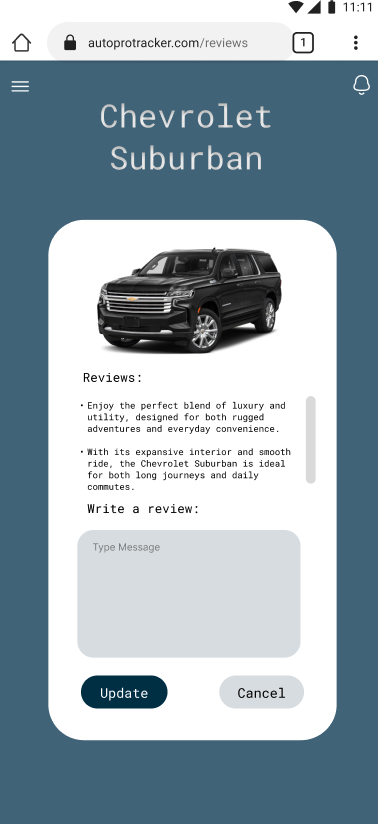 11:11
autoprotracker.com/reviews
1
Chevrolet
Suburban
Reviews:
• Enjoy the perfect blend of luxury and
utility, designed for both rugged
adventures and everyday convenience.
• With its expansive interior and smooth
ride, the Chevrolet Suburban is ideal
for both long journeys and daily
commutes.
Write a review:
Type Message
Update
Cancel